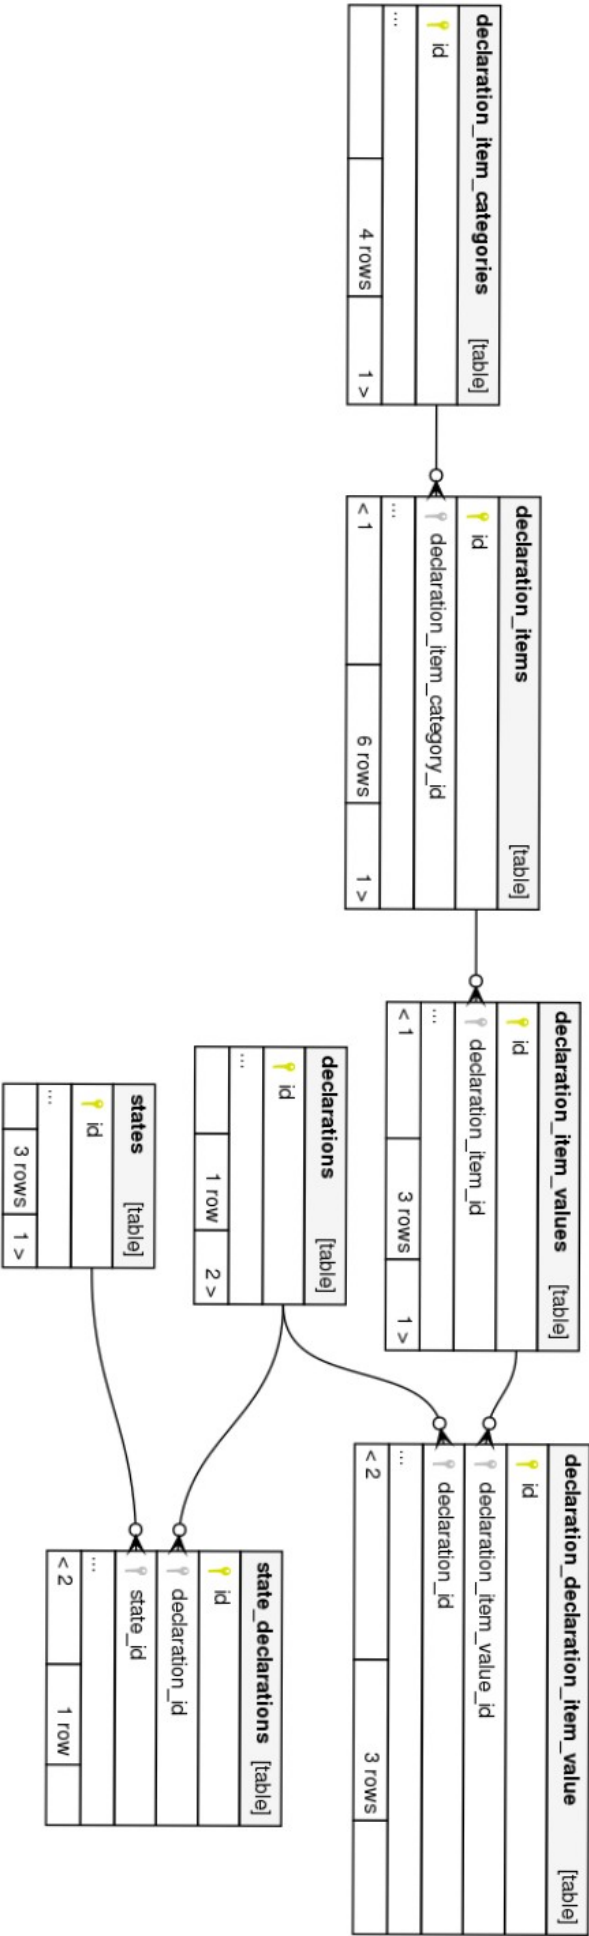 declaration_item_categories [table]
id
...
4 rows 1 >
declaration_items [table]
id
declaration_item_category_id
...
< 1 6 rows 1 >
declaration_item_values [table]
id
declaration_item_id
...
< 1 3 rows 1 >
declaration_declaration_item_value [table]
id
declaration_item_value_id
declaration_id
...
< 2 3 rows
declarations [table]
id
...
1 row 2 >
state_declarations [table]
id
declaration_id
state_id
...
< 2 1 row
states [table]
id
...
3 rows 1 >